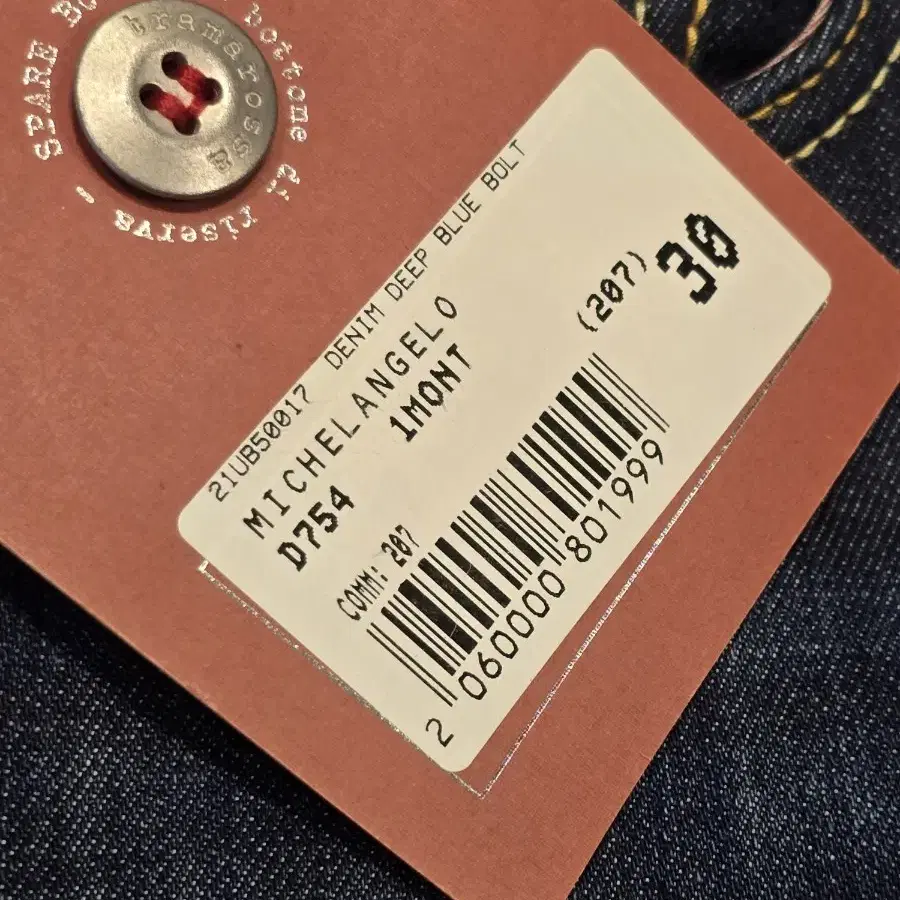 tramarossa
SPARE
bottone di riserva -
21UB50017 DENIM DEEP BLUE BOLT
MICHELANGELO
D754 1MONT
(207) 30
COMM: 207
2 060000 801999